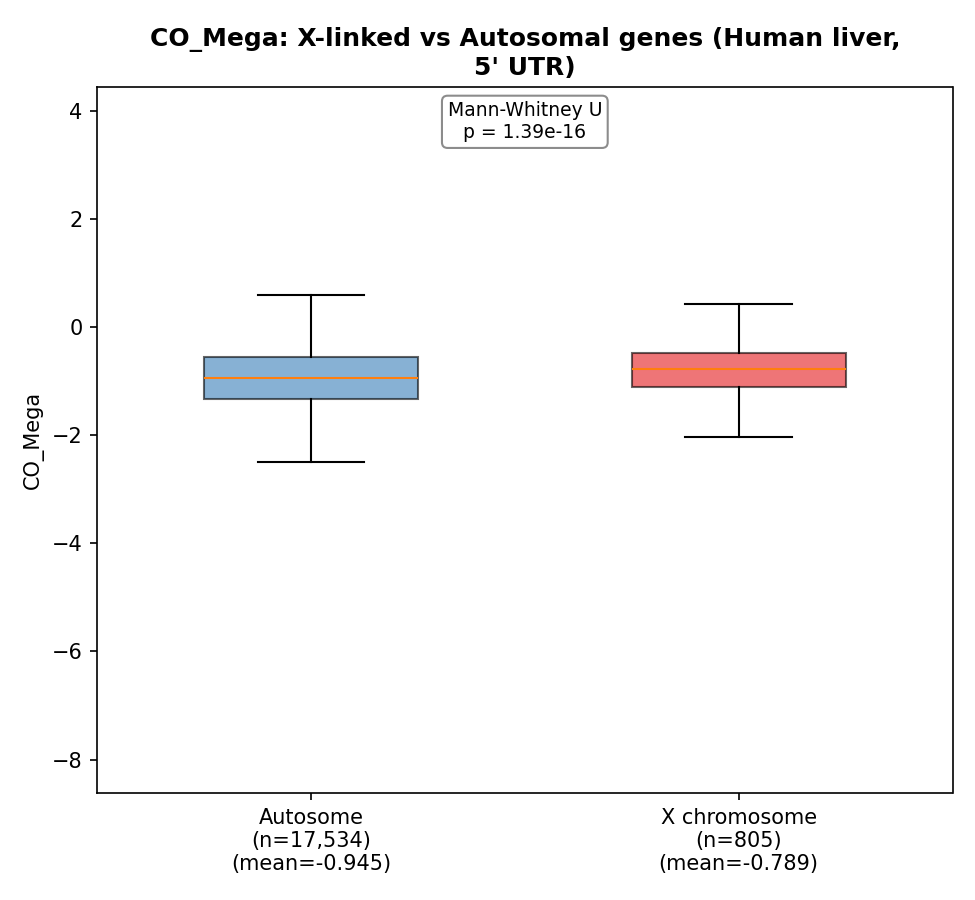 CO_Mega: X-linked vs Autosomal genes (Human liver,
5' UTR)
Mann-Whitney U
p = 1.39e-16
4
2
0
−2
−4
−6
−8
CO_Mega
Autosome
(n=17,534)
(mean=-0.945)
X chromosome
(n=805)
(mean=-0.789)